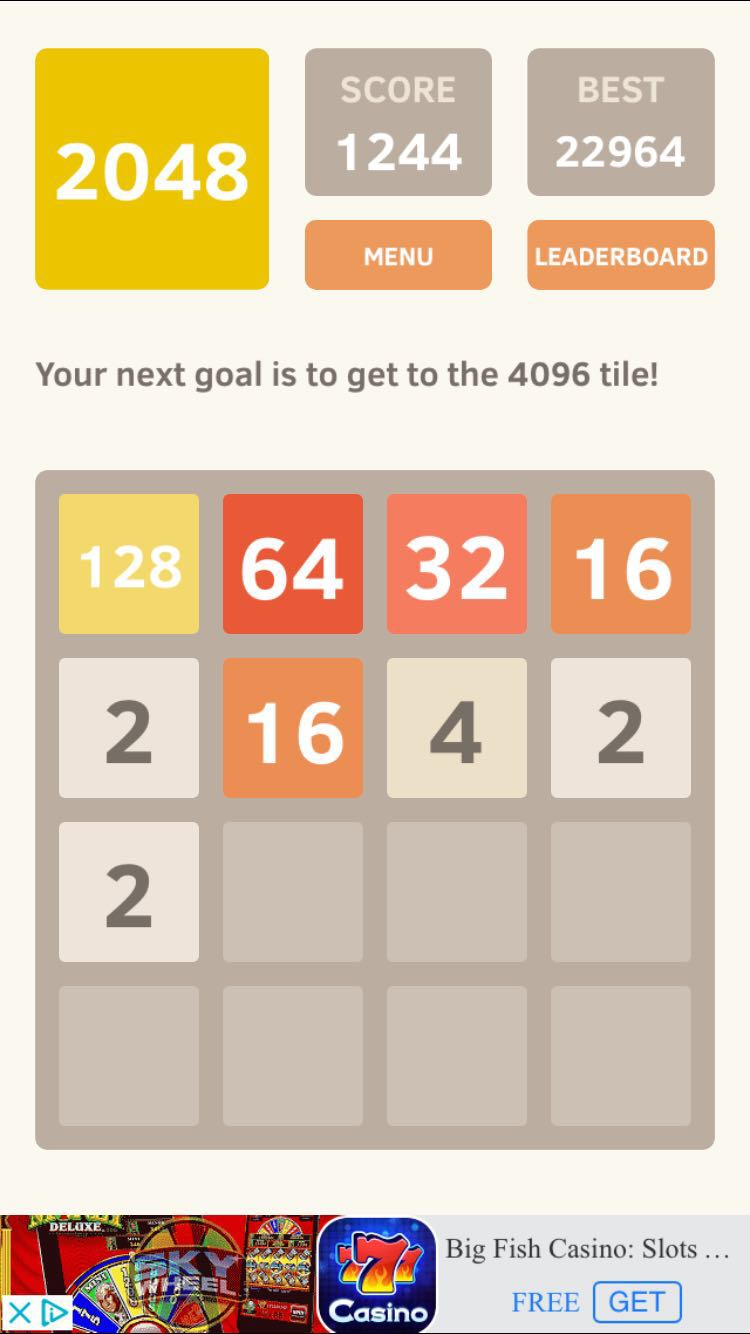 2048
SCORE
1244
BEST
22964
MENU
LEADERBOARD
Your next goal is to get to the 4096 tile!
128 64 32 16
2 16 4 2
2
DELUXE
SKY
WHEEL
777
Casino
Big Fish Casino: Slots ...
FREE GET